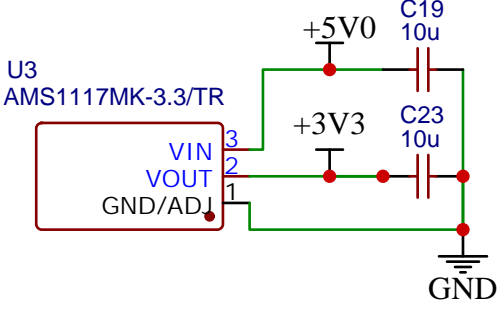 C19
10u
+5V0
U3
AMS1117MK-3.3/TR
C23
10u
+3V3
VIN
3
VOUT
2
GND/ADJ
1
GND